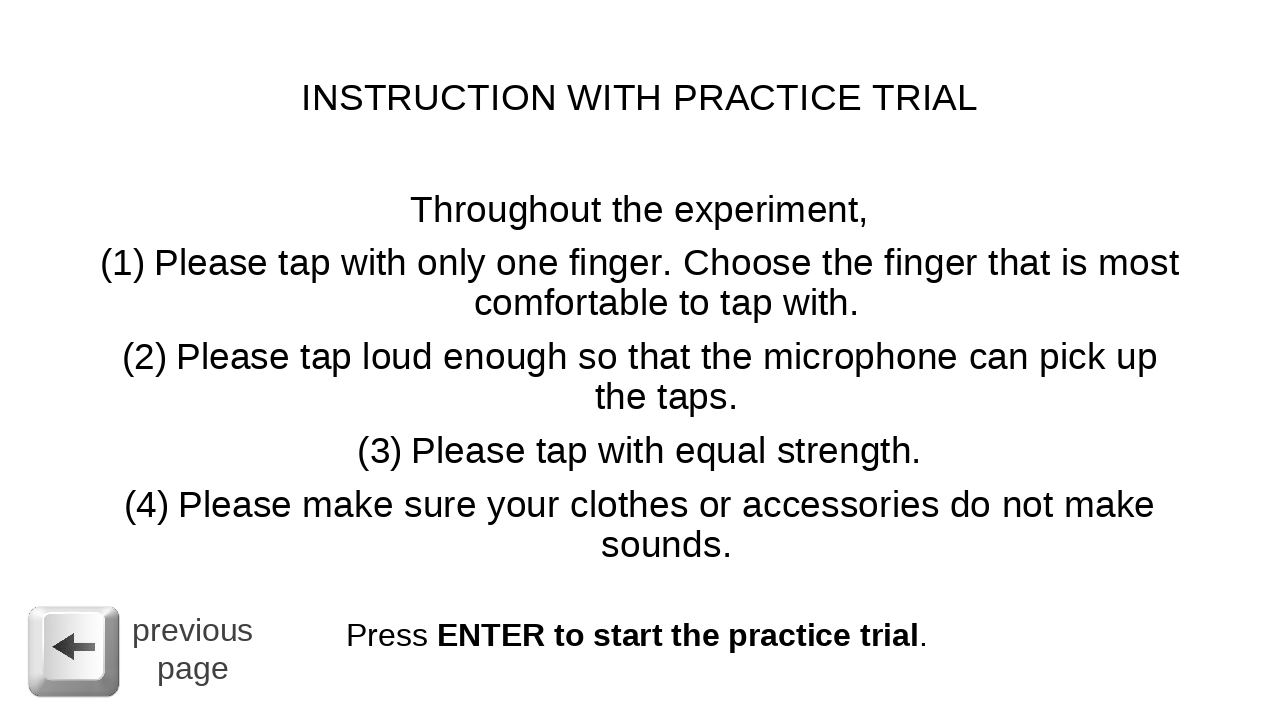 INSTRUCTION WITH PRACTICE TRIAL
Throughout the experiment,
(1) Please tap with only one finger. Choose the finger that is most
comfortable to tap with.
(2) Please tap loud enough so that the microphone can pick up
the taps.
(3) Please tap with equal strength.
(4) Please make sure your clothes or accessories do not make
sounds.
previous
page
Press ENTER to start the practice trial.